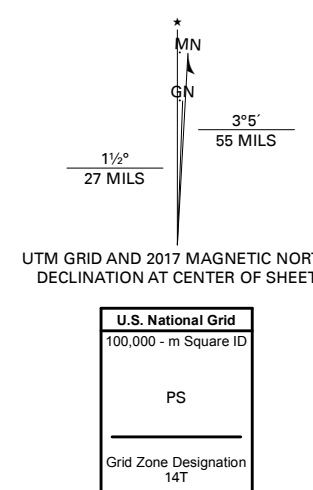 ★
MN
GN
3°5´
55 MILS
1½°
27 MILS
UTM GRID AND 2017 MAGNETIC NORT
DECLINATION AT CENTER OF SHEET
U.S. National Grid
100,000 - m Square ID
PS
Grid Zone Designation
14T